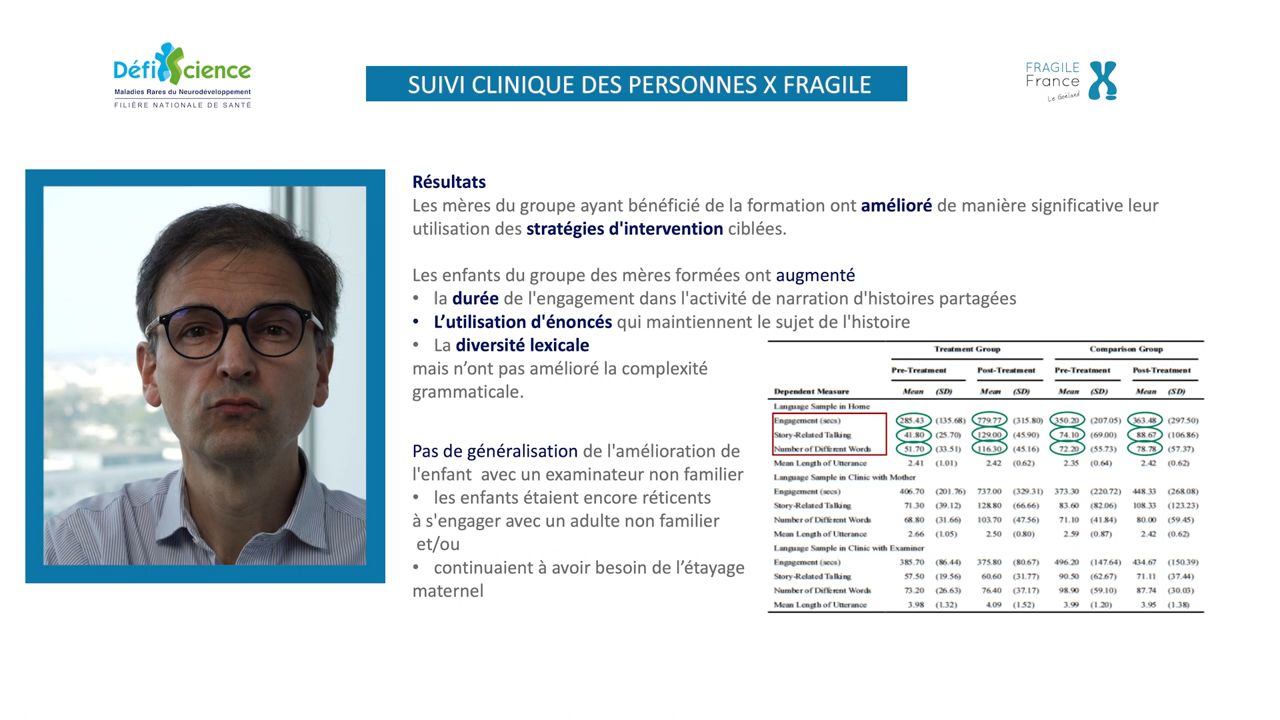 Défi Science
Maladies Rares du Neurodéveloppement
FILIÈRE NATIONALE DE SANTÉ
SUIVI CLINIQUE DES PERSONNES X FRAGILE
FRAGILE
France
Le Goéland
Résultats
Les mères du groupe ayant bénéficié de la formation ont amélioré de manière significative leur
utilisation des stratégies d'intervention ciblées.
Les enfants du groupe des mères formées ont augmenté
• la durée de l'engagement dans l'activité de narration d'histoires partagées
• L’utilisation d'énoncés qui maintiennent le sujet de l'histoire
• La diversité lexicale
mais n’ont pas amélioré la complexité
grammaticale.
Pas de généralisation de l'amélioration de
l'enfant avec un examinateur non familier
• les enfants étaient encore réticents
à s'engager avec un adulte non familier
et/ou
• continuaient à avoir besoin de l’étayage
maternel
Treatment Group Comparison Group
Pre-Treatment Post-Treatment Pre-Treatment Post-Treatment
Dependent Measure Mean (SD) Mean (SD) Mean (SD) Mean (SD)
Language Sample in Home
Engagement (secs) 285.43 (135.68) 779.77 (315.80) 350.20 (207.05) 363.48 (297.50)
Story-Related Talking 41.80 (25.70) 129.00 (45.90) 74.10 (69.00) 88.67 (106.86)
Number of Different Words 51.70 (33.51) 116.30 (45.16) 72.20 (55.73) 78.78 (57.37)
Mean Length of Utterance 2.41 (1.01) 2.42 (0.62) 2.35 (0.64) 2.42 (0.62)
Language Sample in Clinic with Mother
Engagement (secs) 406.70 (201.76) 737.00 (329.31) 373.30 (220.72) 448.33 (268.08)
Story-Related Talking 71.30 (39.12) 128.80 (66.66) 83.60 (82.06) 108.33 (123.23)
Number of Different Words 68.80 (31.66) 103.70 (47.56) 71.10 (41.84) 80.00 (59.45)
Mean Length of Utterance 2.66 (1.05) 2.50 (0.80) 2.59 (0.87) 2.42 (0.62)
Language Sample in Clinic with Examiner
Engagement (secs) 385.70 (86.44) 375.80 (80.67) 496.20 (147.64) 434.67 (150.39)
Story-Related Talking 57.50 (19.56) 60.60 (31.77) 90.50 (62.67) 71.11 (37.44)
Number of Different Words 73.20 (26.63) 76.40 (37.17) 98.90 (59.10) 87.74 (30.03)
Mean Length of Utterance 3.98 (1.32) 4.09 (1.52) 3.99 (1.20) 3.95 (1.38)